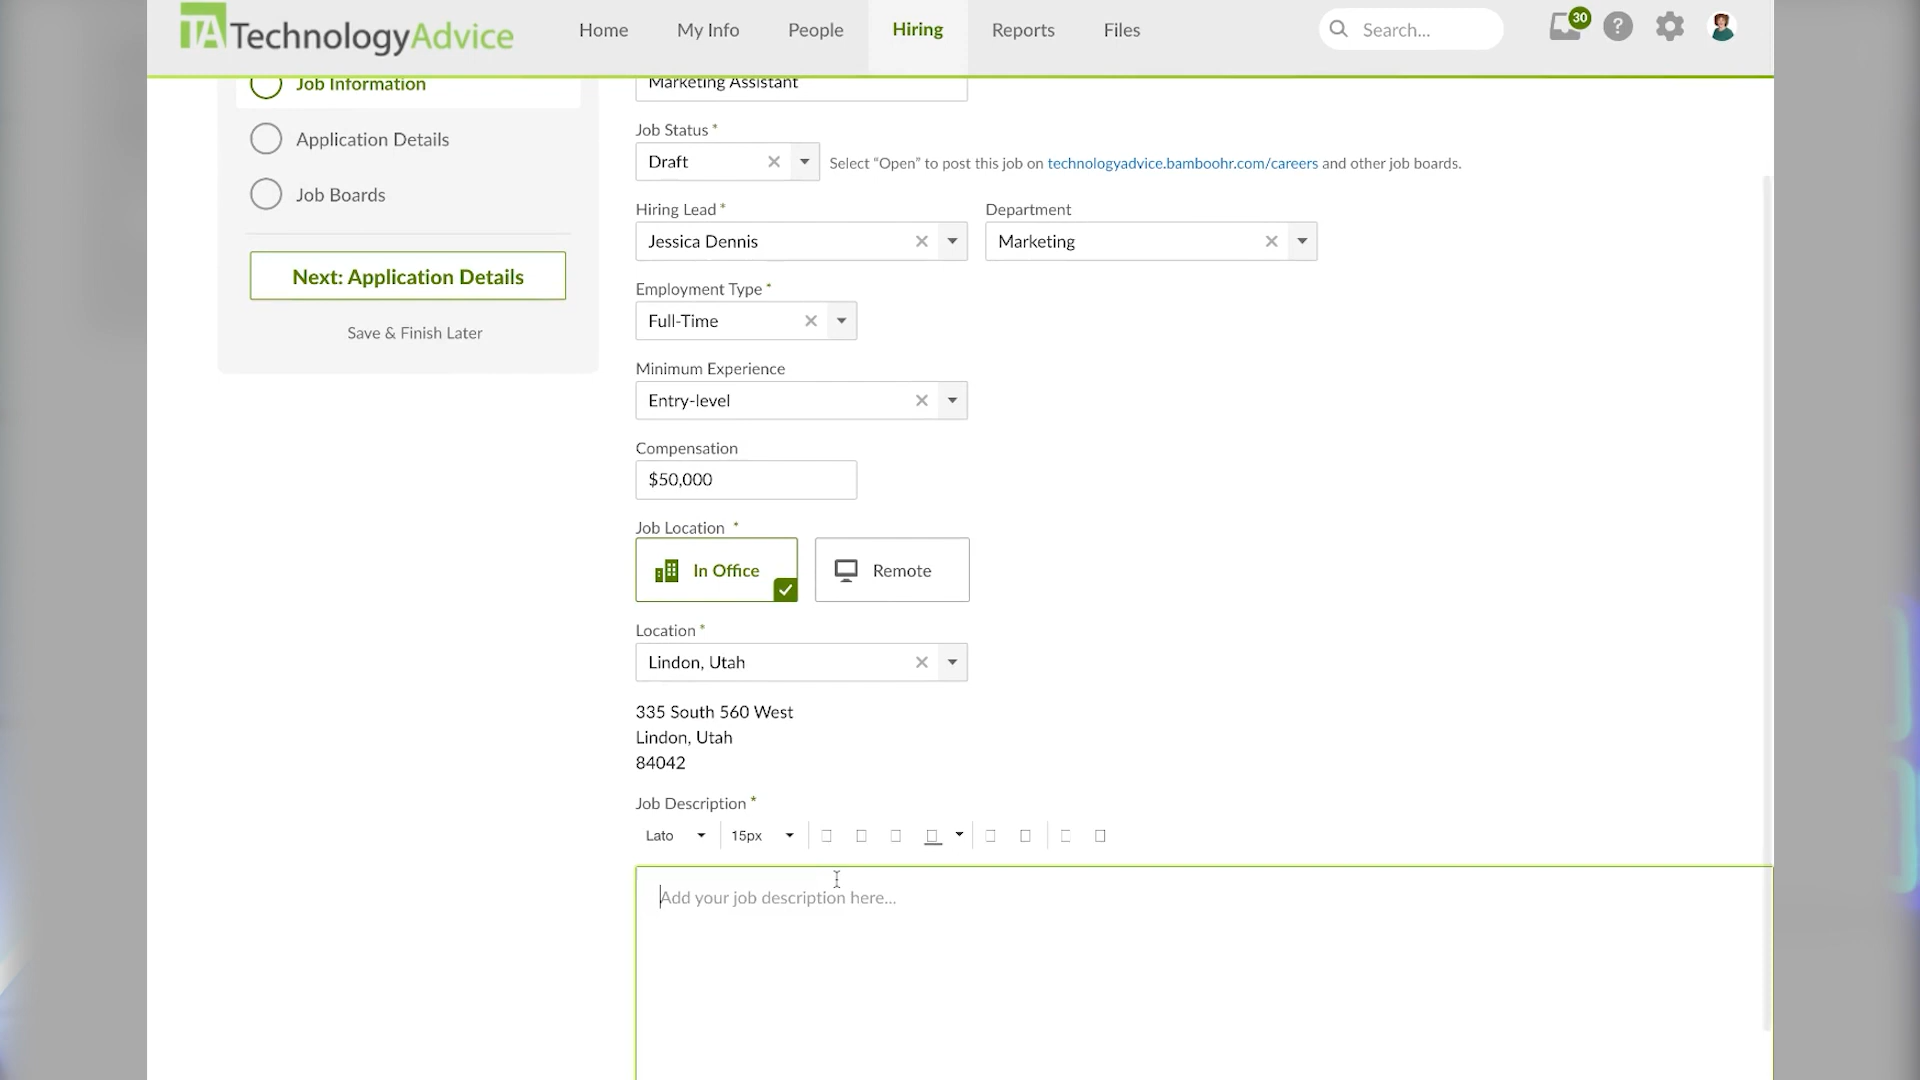 TechnologyAdvice
Home
My Info
People
Hiring
Reports
Files
Search...
30
?
Job Information
Application Details
Job Boards
Next: Application Details
Save & Finish Later
Marketing Assistant
Job Status *
Draft
Select “Open” to post this job on technologyadvice.bamboohr.com/careers and other job boards.
Hiring Lead *
Department
Jessica Dennis
Marketing
Employment Type *
Full-Time
Minimum Experience
Entry-level
Compensation
$50,000
Job Location *
In Office
Remote
Location *
Lindon, Utah
335 South 560 West
Lindon, Utah
84042
Job Description *
Lato
15px
Add your job description here...